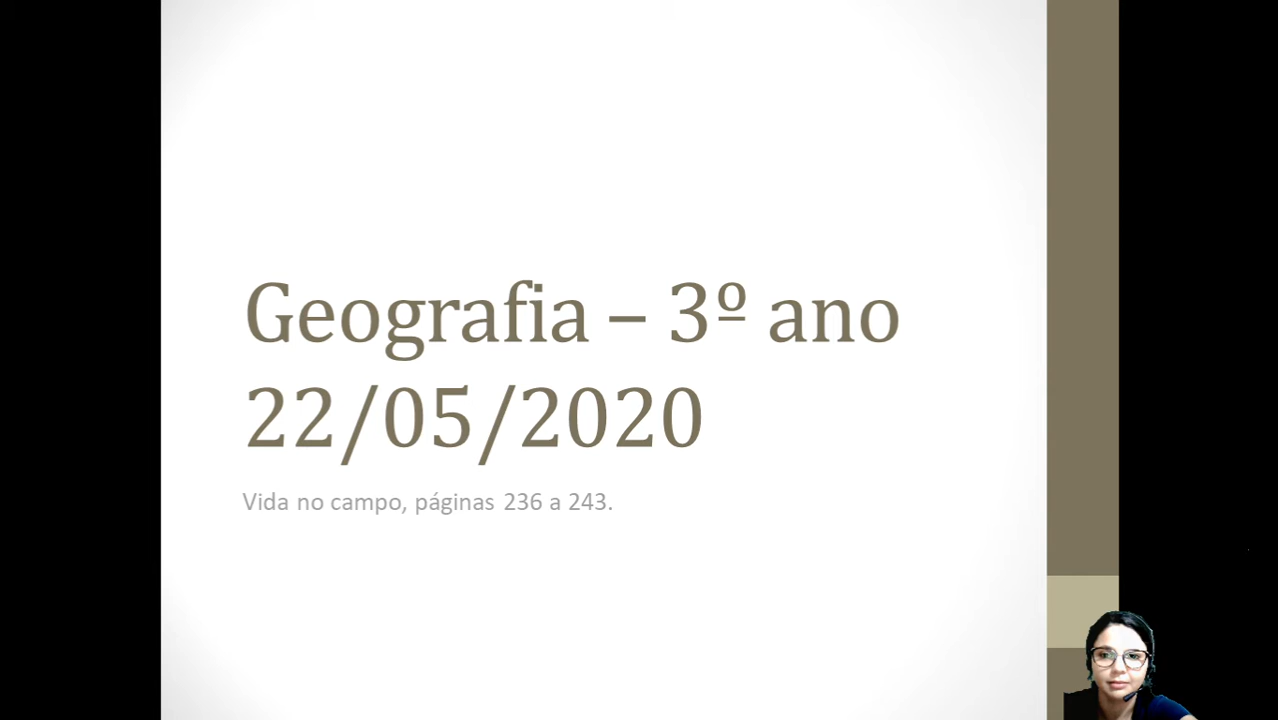 Geografia – 3º ano
22/05/2020
Vida no campo, páginas 236 a 243.